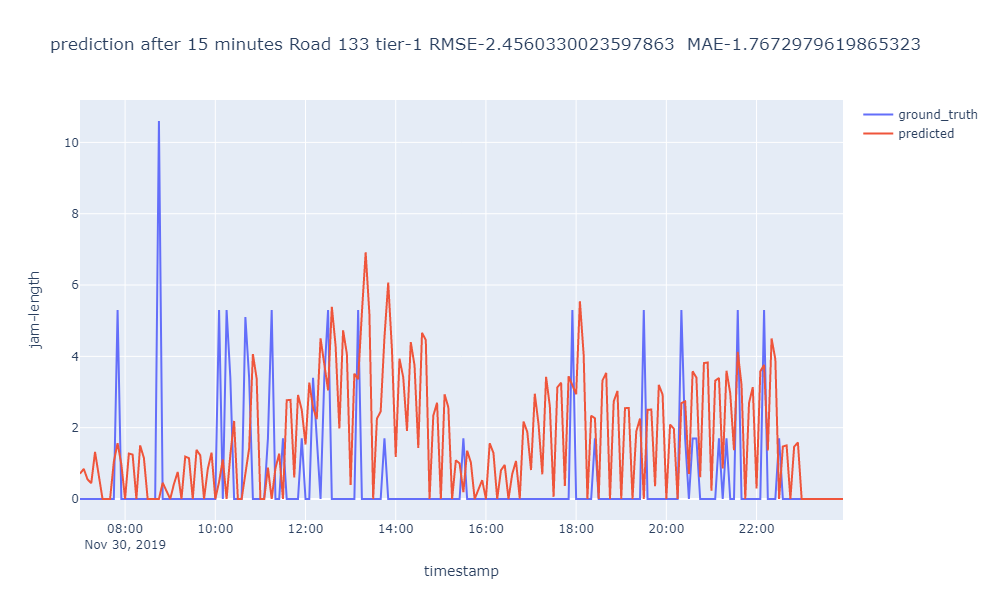 prediction after 15 minutes Road 133 tier-1 RMSE-2.4560330023597863  MAE-1.7672979619865323
ground_truth
predicted
jam-length
10
8
6
4
2
0
08:00 10:00 12:00 14:00 16:00 18:00 20:00 22:00
Nov 30, 2019
timestamp